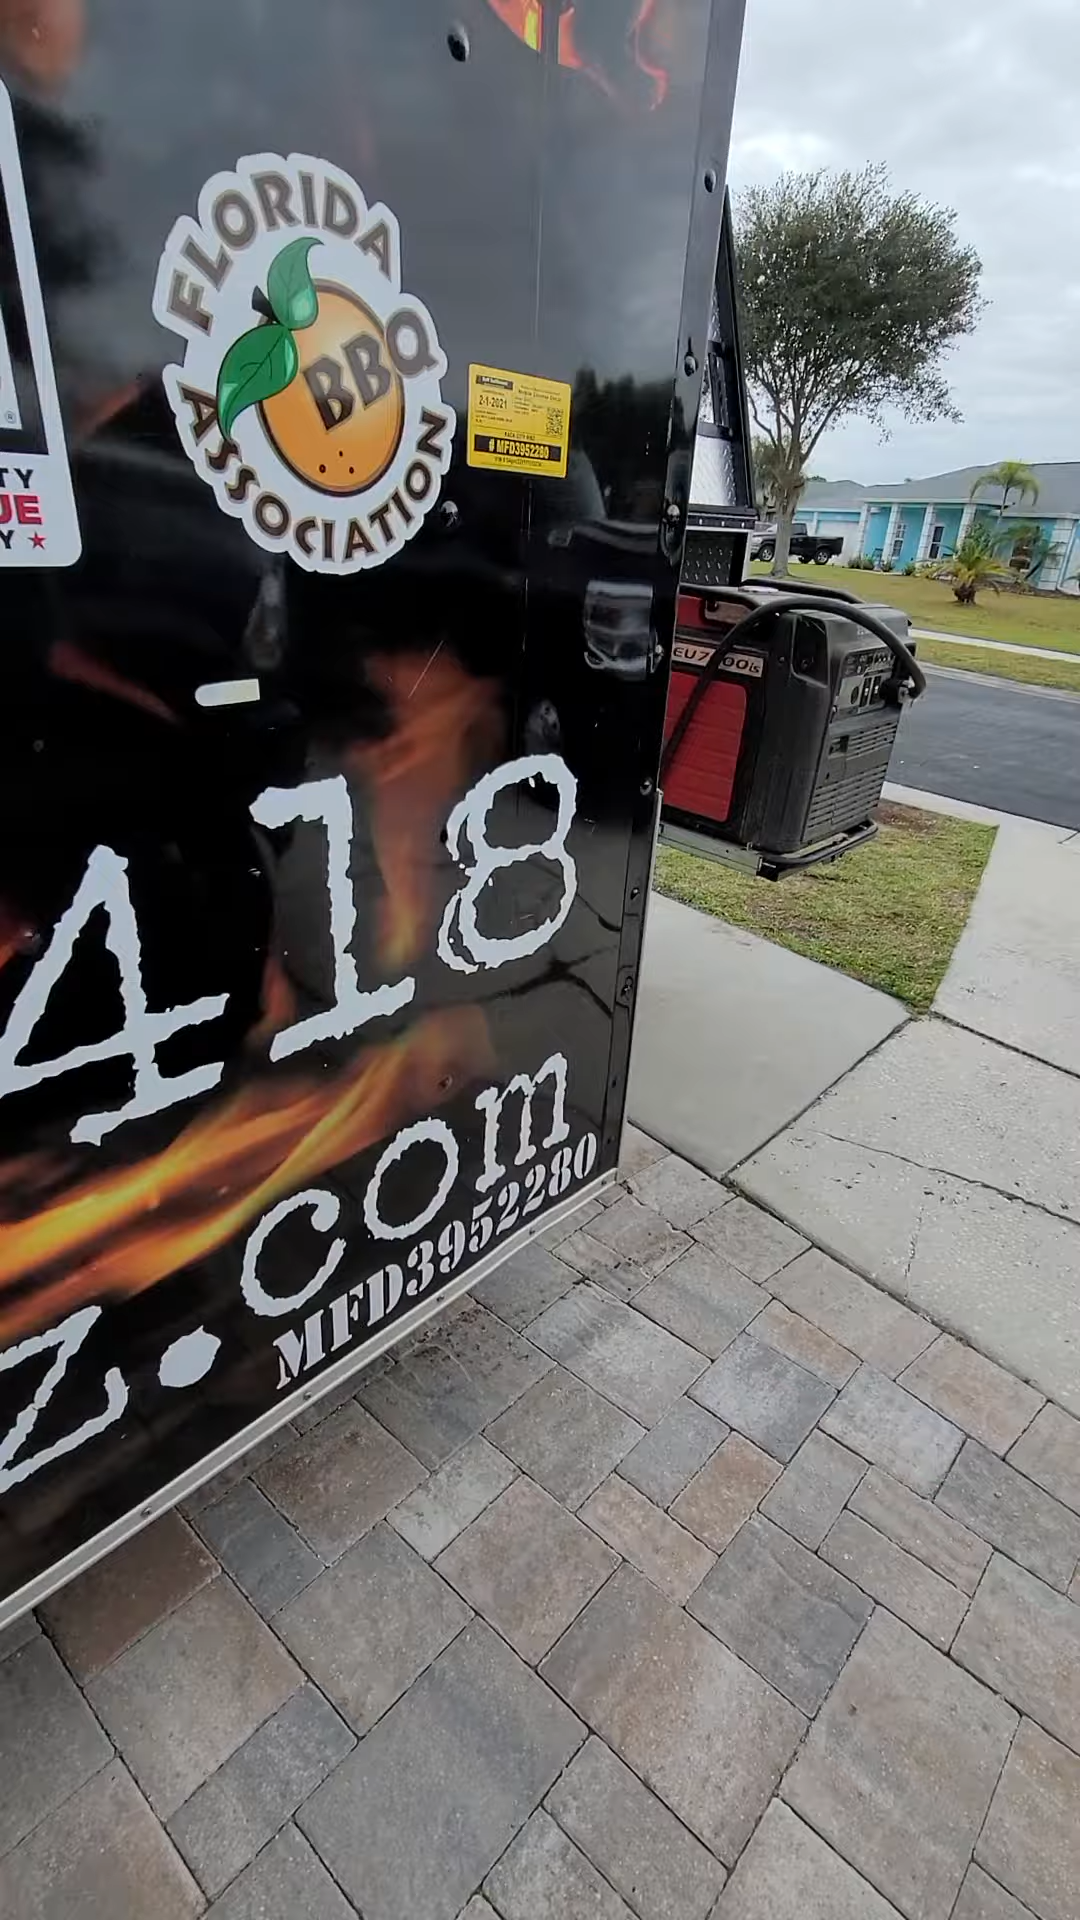 FLORIDA
BBQ
ASSOCIATION
TY
UE
Y
®
2-1-2021
# MFD3952280
EU7000is
418
z.com
MFD3952280